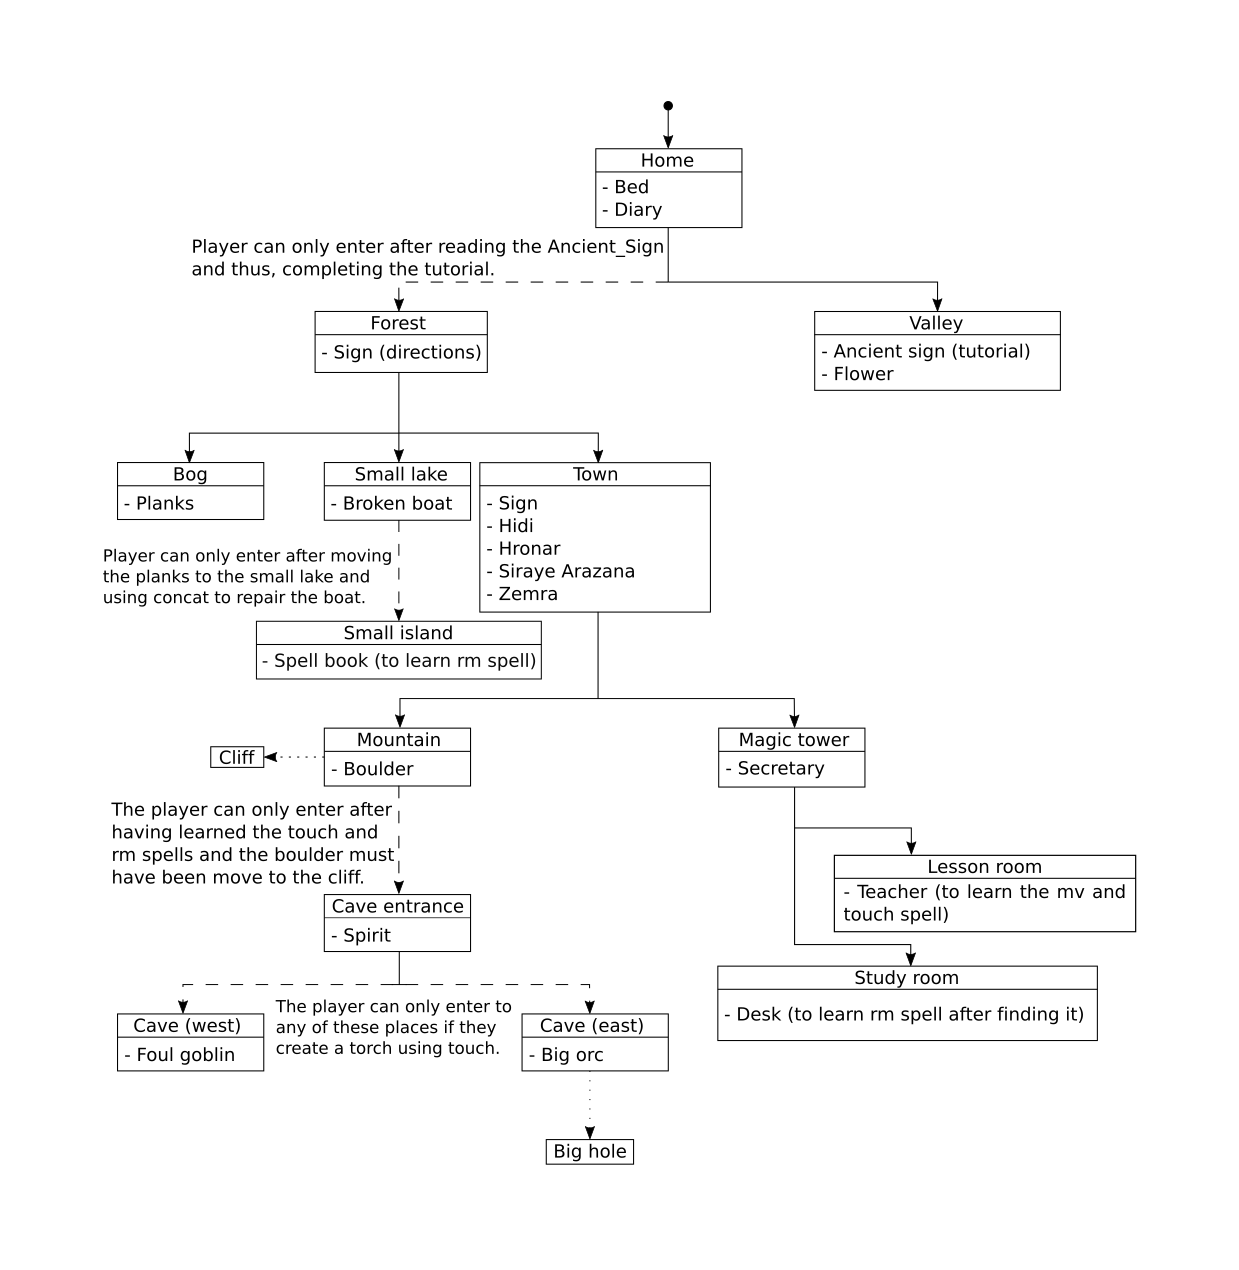 Home
- Bed
- Diary
Player can only enter after reading the Ancient_Sign
and thus, completing the tutorial.
Forest
- Sign (directions)
Valley
- Ancient sign (tutorial)
- Flower
Bog
- Planks
Small lake
- Broken boat
Town
- Sign
- Hidi
- Hronar
- Siraye Arazana
- Zemra
Player can only enter after moving
the planks to the small lake and
using concat to repair the boat.
Small island
- Spell book (to learn rm spell)
Cliff
Mountain
- Boulder
Magic tower
- Secretary
The player can only enter after
having learned the touch and
rm spells and the boulder must
have been move to the cliff.
Lesson room
- Teacher (to learn the mv and
touch spell)
Cave entrance
- Spirit
Study room
- Desk (to learn rm spell after finding it)
Cave (west)
- Foul goblin
The player can only enter to
any of these places if they
create a torch using touch.
Cave (east)
- Big orc
Big hole